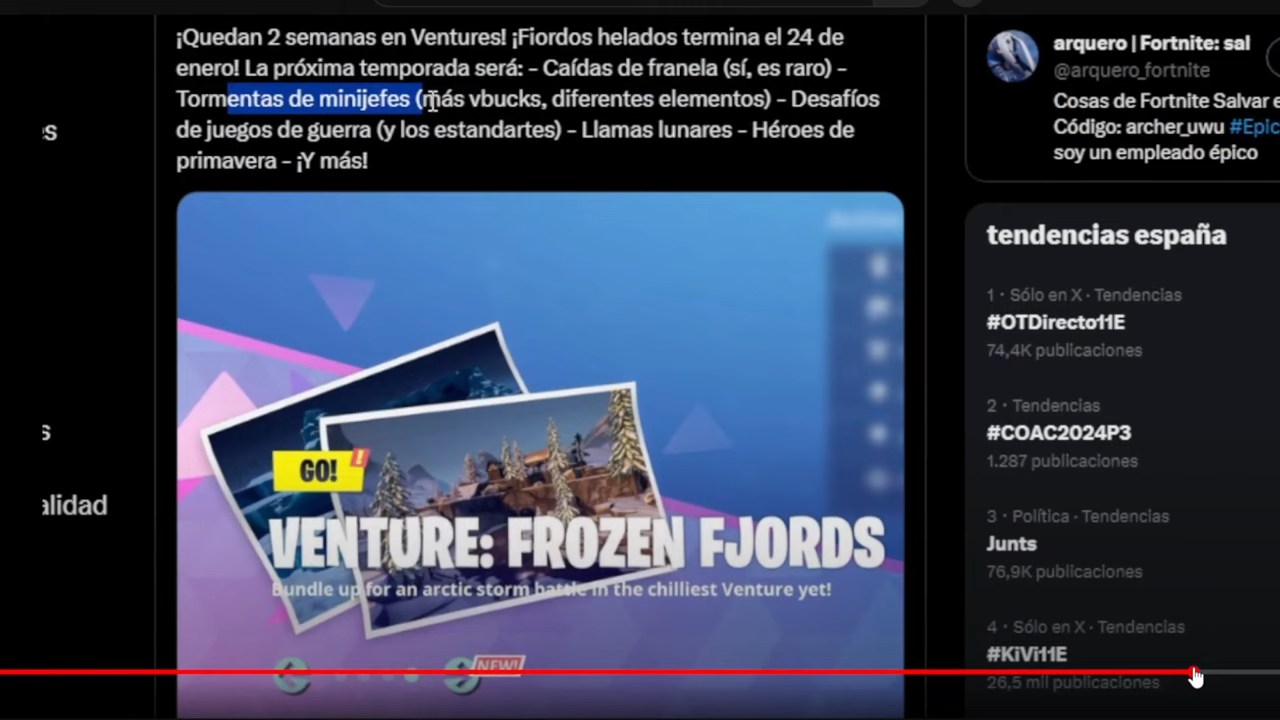 ¡Quedan 2 semanas en Ventures! ¡Fiordos helados termina el 24 de
enero! La próxima temporada será: - Caídas de franela (sí, es raro) -
Tormentas de minijefes (más vbucks, diferentes elementos) - Desafíos
de juegos de guerra (y los estandartes) - Llamas lunares - Héroes de
primavera - ¡Y más!
GO!
VENTURE: FROZEN FJORDS
Bundle up for an arctic storm battle in the chilliest Venture yet!
NEW!
alidad
arquero | Fortnite: sal
@arquero_fortnite
Cosas de Fortnite Salvar e
Código: archer_uwu #Epic
soy un empleado épico
tendencias españa
1 · Sólo en X · Tendencias
#OTDirecto11E
74,4K publicaciones
2 · Tendencias
#COAC2024P3
1.287 publicaciones
3 · Política · Tendencias
Junts
76,9K publicaciones
4 · Sólo en X · Tendencias
#KiVi11E
26,5 mil publicaciones